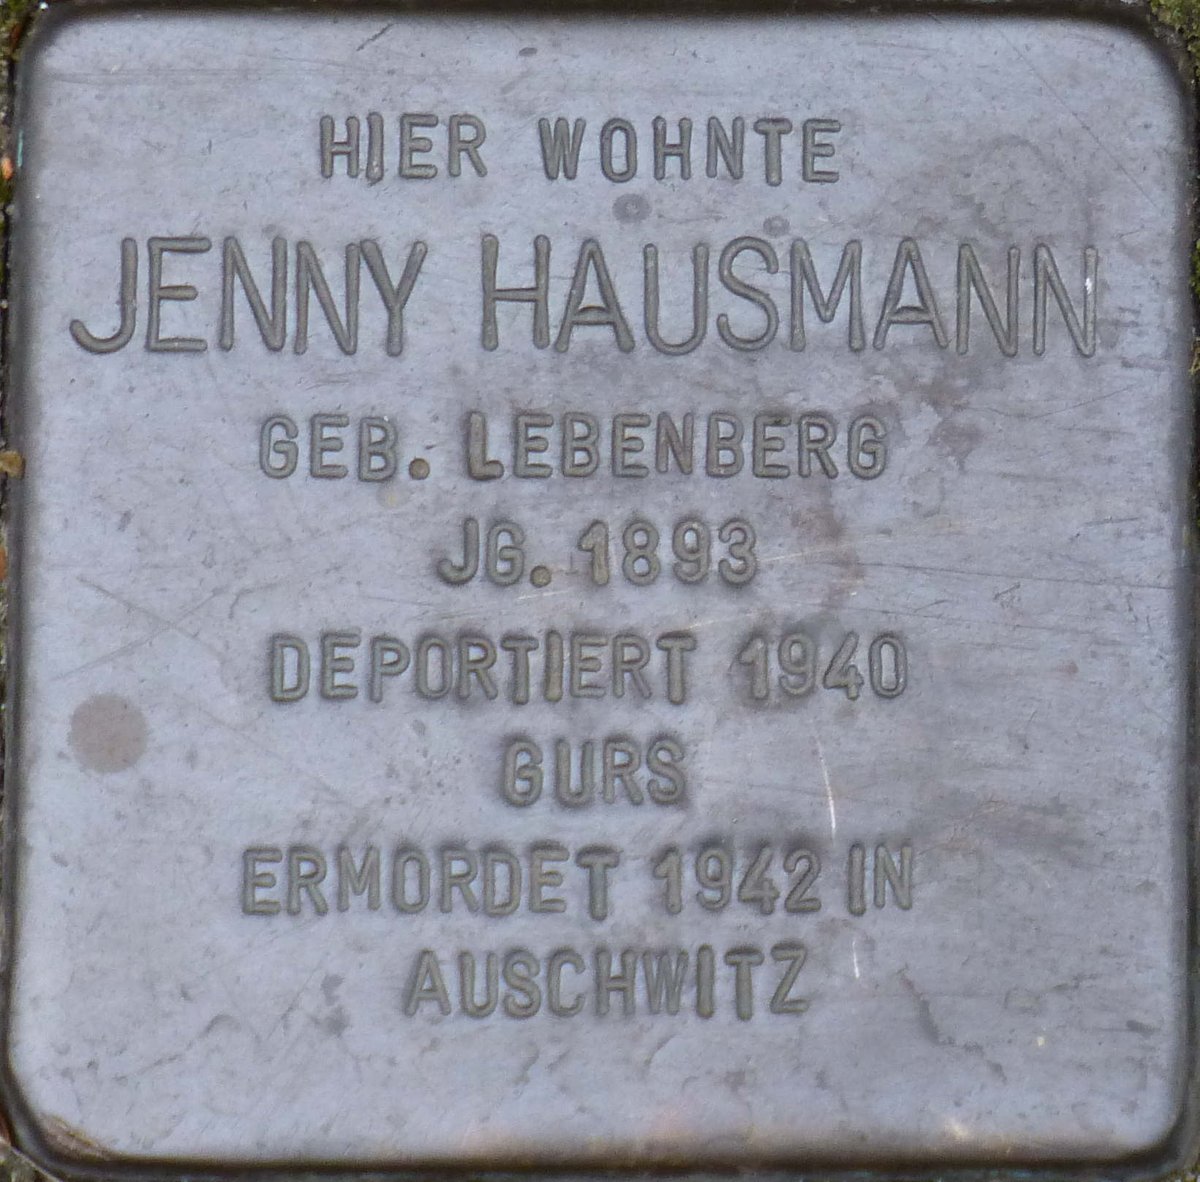 HIER WOHNTE
JENNY HAUSMANN
GEB. LEBENBERG
JG. 1893
DEPORTIERT 1940
GURS
ERMORDET 1942 IN
AUSCHWITZ